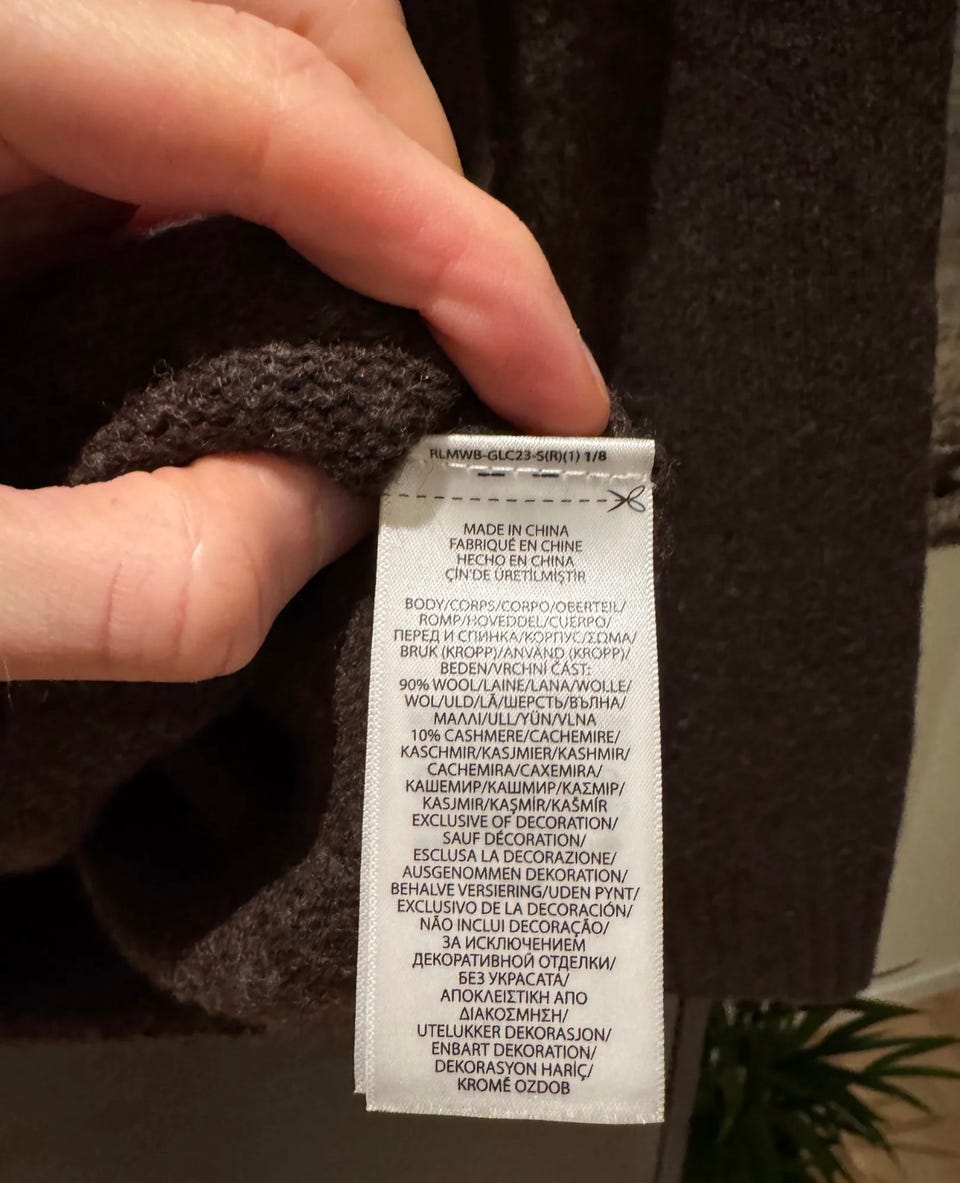 RLMWB-GLC23-S(R)(1) 1/8
MADE IN CHINA
FABRIQUÉ EN CHINE
HECHO EN CHINA
ÇİN'DE ÜRETİLMİŞTİR
BODY/CORPS/CORPO/OBERTEIL/
ROMP/HOVEDDEL/CUERPO/
ПЕРЕД И СПИНКА/КОРПУС/ΣΩΜΑ/
BRUK (KROPP)/ANVÄND (KROPP)/
BEDEN/VRCHNÍ ČÁST:
90% WOOL/LAINE/LANA/WOLLE/
WOL/ULD/LÃ/ШЕРСТЬ/ВЪЛНА/
ΜΑΛΛΙ/ULL/YÜN/VLNA
10% CASHMERE/CACHEMIRE/
KASCHMIR/KASJMIER/KASHMIR/
CACHEMIRA/CAXEMIRA/
КАШЕМИР/КАШМИР/ΚΑΣΜΙΡ/
KASJMIR/KAŞMİR/KAŠMÍR
EXCLUSIVE OF DECORATION/
SAUF DÉCORATION/
ESCLUSA LA DECORAZIONE/
AUSGENOMMEN DEKORATION/
BEHALVE VERSIERING/UDEN PYNT/
EXCLUSIVO DE LA DECORACIÓN/
NÃO INCLUI DECORAÇÃO/
ЗА ИСКЛЮЧЕНИЕМ
ДЕКОРАТИВНОЙ ОТДЕЛКИ/
БЕЗ УКРАСАТА/
ΑΠΟΚΛΕΙΣΤΙΚΗ ΑΠΟ
ΔΙΑΚΟΣΜΗΣΗ/
UTELUKKER DEKORASJON/
ENBART DEKORATION/
DEKORASYON HARİÇ/
KROMĚ OZDOB